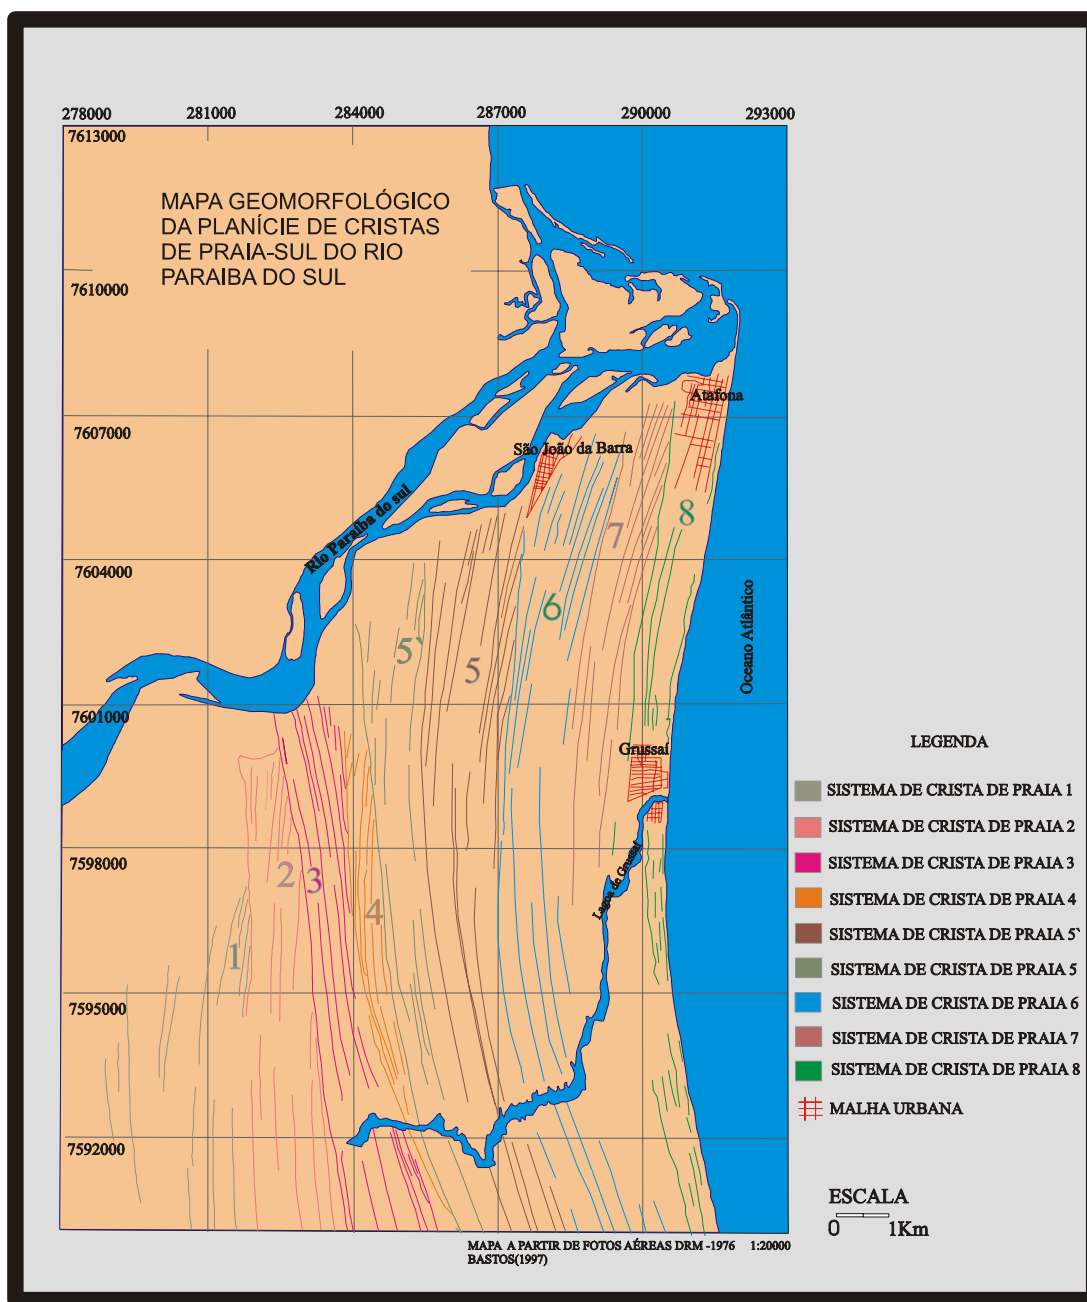 278000 281000 284000 287000 290000 293000
7613000
MAPA GEOMORFOLÓGICO
DA PLANÍCIE DE CRISTAS
DE PRAIA-SUL DO RIO
PARAIBA DO SUL
7610000
Atafona
7607000
São João da Barra
Rio Paraíba do sul
8
7
7604000
6
Oceano Atlântico
5`
5
7601000
Grussaí
LEGENDA
SISTEMA DE CRISTA DE PRAIA 1
SISTEMA DE CRISTA DE PRAIA 2
7598000
SISTEMA DE CRISTA DE PRAIA 3
2
3
Lagoa de Grussaí
4
SISTEMA DE CRISTA DE PRAIA 4
SISTEMA DE CRISTA DE PRAIA 5`
1
SISTEMA DE CRISTA DE PRAIA 5
7595000
SISTEMA DE CRISTA DE PRAIA 6
SISTEMA DE CRISTA DE PRAIA 7
SISTEMA DE CRISTA DE PRAIA 8
MALHA URBANA
7592000
ESCALA
0 1Km
MAPA A PARTIR DE FOTOS AÉREAS DRM -1976 1:20000
BASTOS(1997)